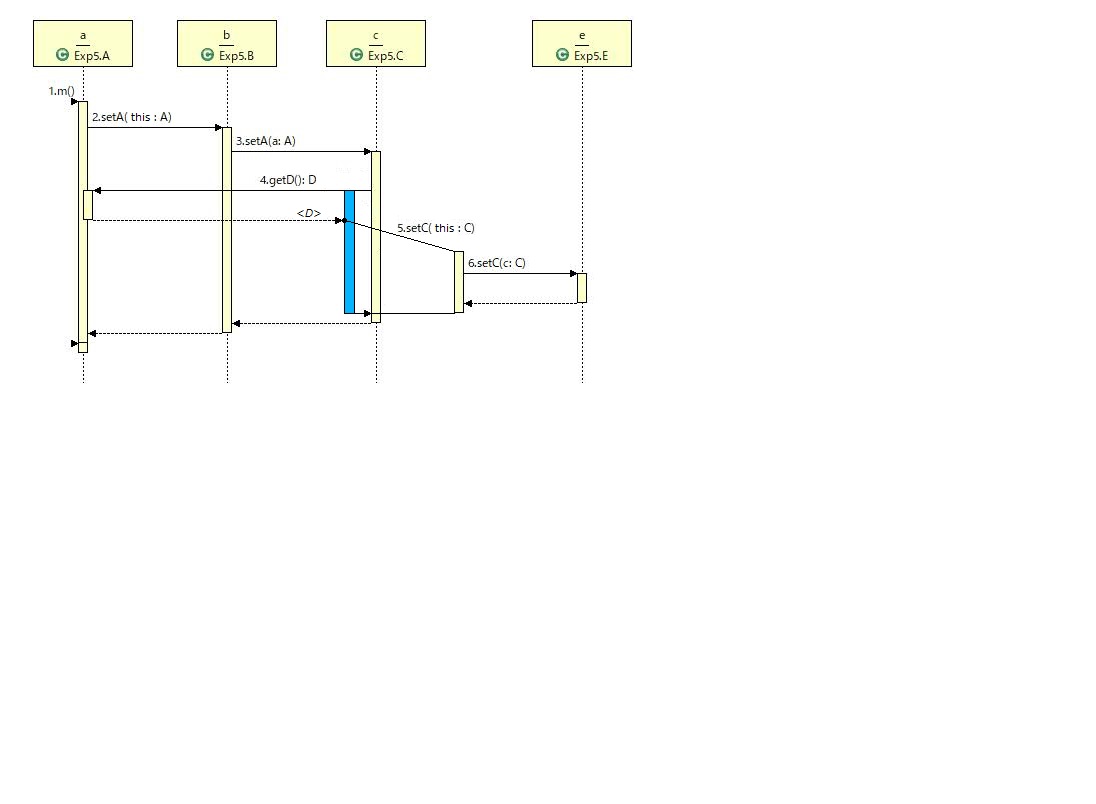 a
C Exp5.A
b
C Exp5.B
c
C Exp5.C
e
C Exp5.E
1.m()
2.setA( this : A)
3.setA(a: A)
4.getD(): D
<D>
5.setC( this : C)
6.setC(c: C)